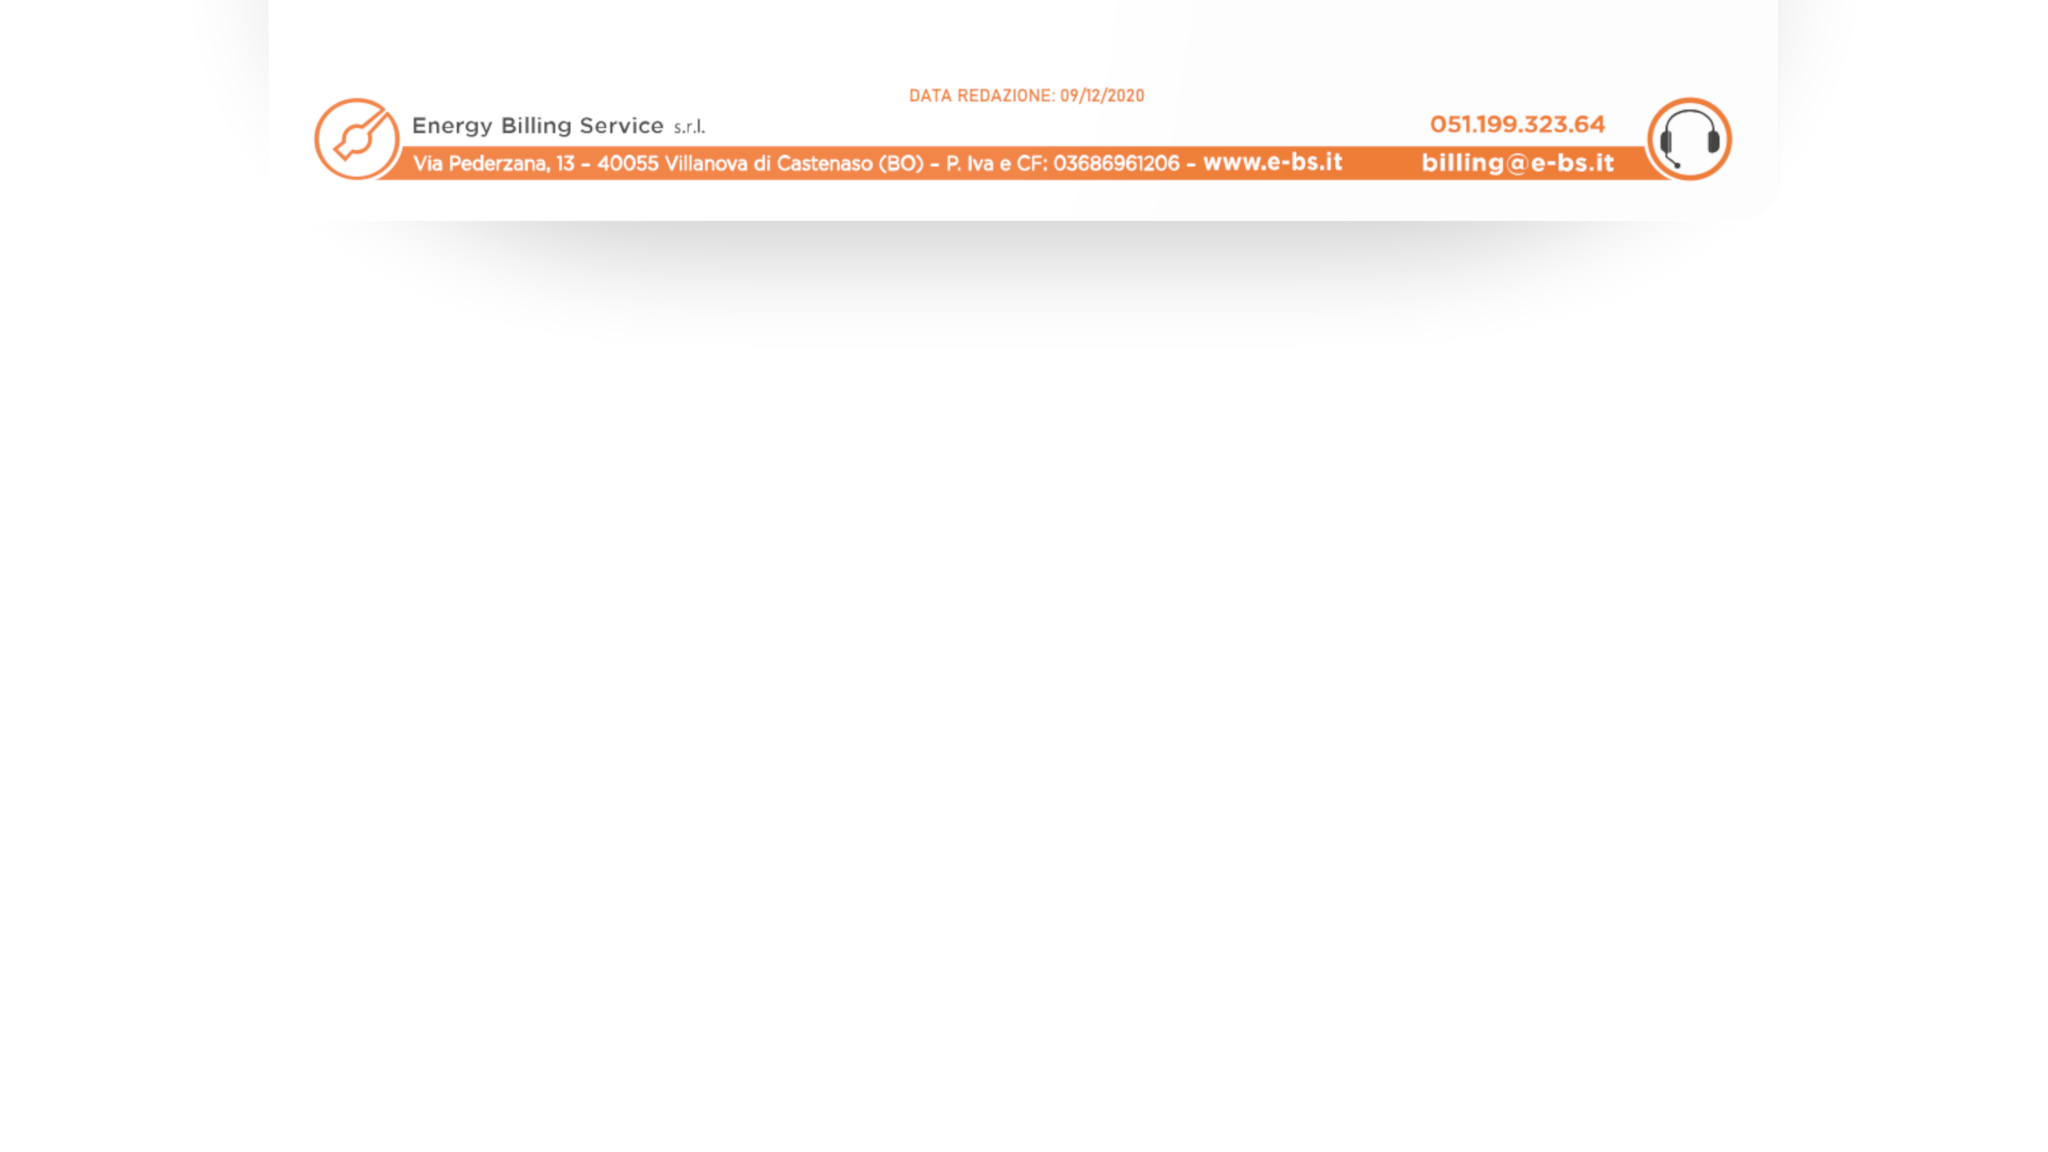 DATA REDAZIONE: 09/12/2020
Energy Billing Service s.r.l.
051.199.323.64
Via Pederzana, 13 – 40055 Villanova di Castenaso (BO) – P. Iva e CF: 03686961206 – www.e-bs.it
billing@e-bs.it